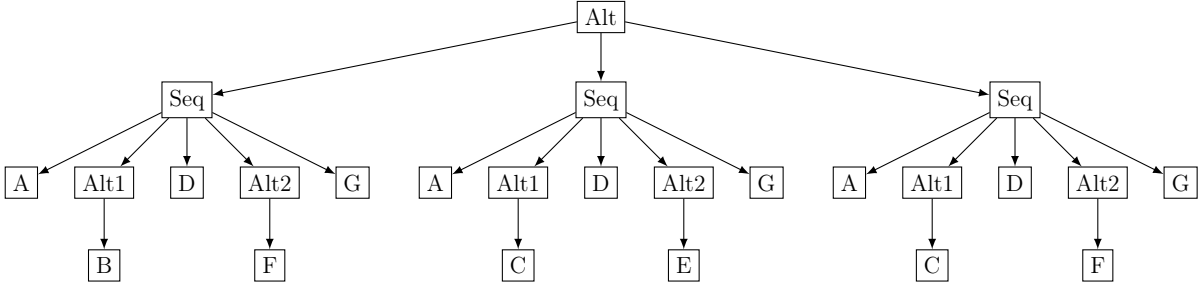 Alt
Seq Seq Seq
A Alt1 D Alt2 G A Alt1 D Alt2 G A Alt1 D Alt2 G
B F C E C F